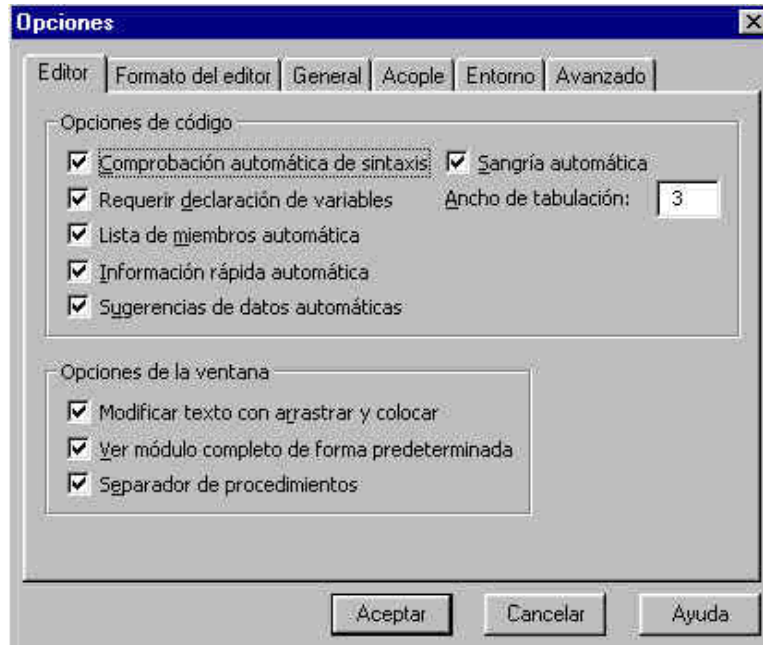 Opciones
Editor Formato del editor General Acople Entorno Avanzado
Opciones de código
Comprobación automática de sintaxis Sangría automática
Requerir declaración de variables Ancho de tabulación: 3
Lista de miembros automática
Información rápida automática
Sugerencias de datos automáticas
Opciones de la ventana
Modificar texto con arrastrar y colocar
Ver módulo completo de forma predeterminada
Separador de procedimientos
Aceptar Cancelar Ayuda